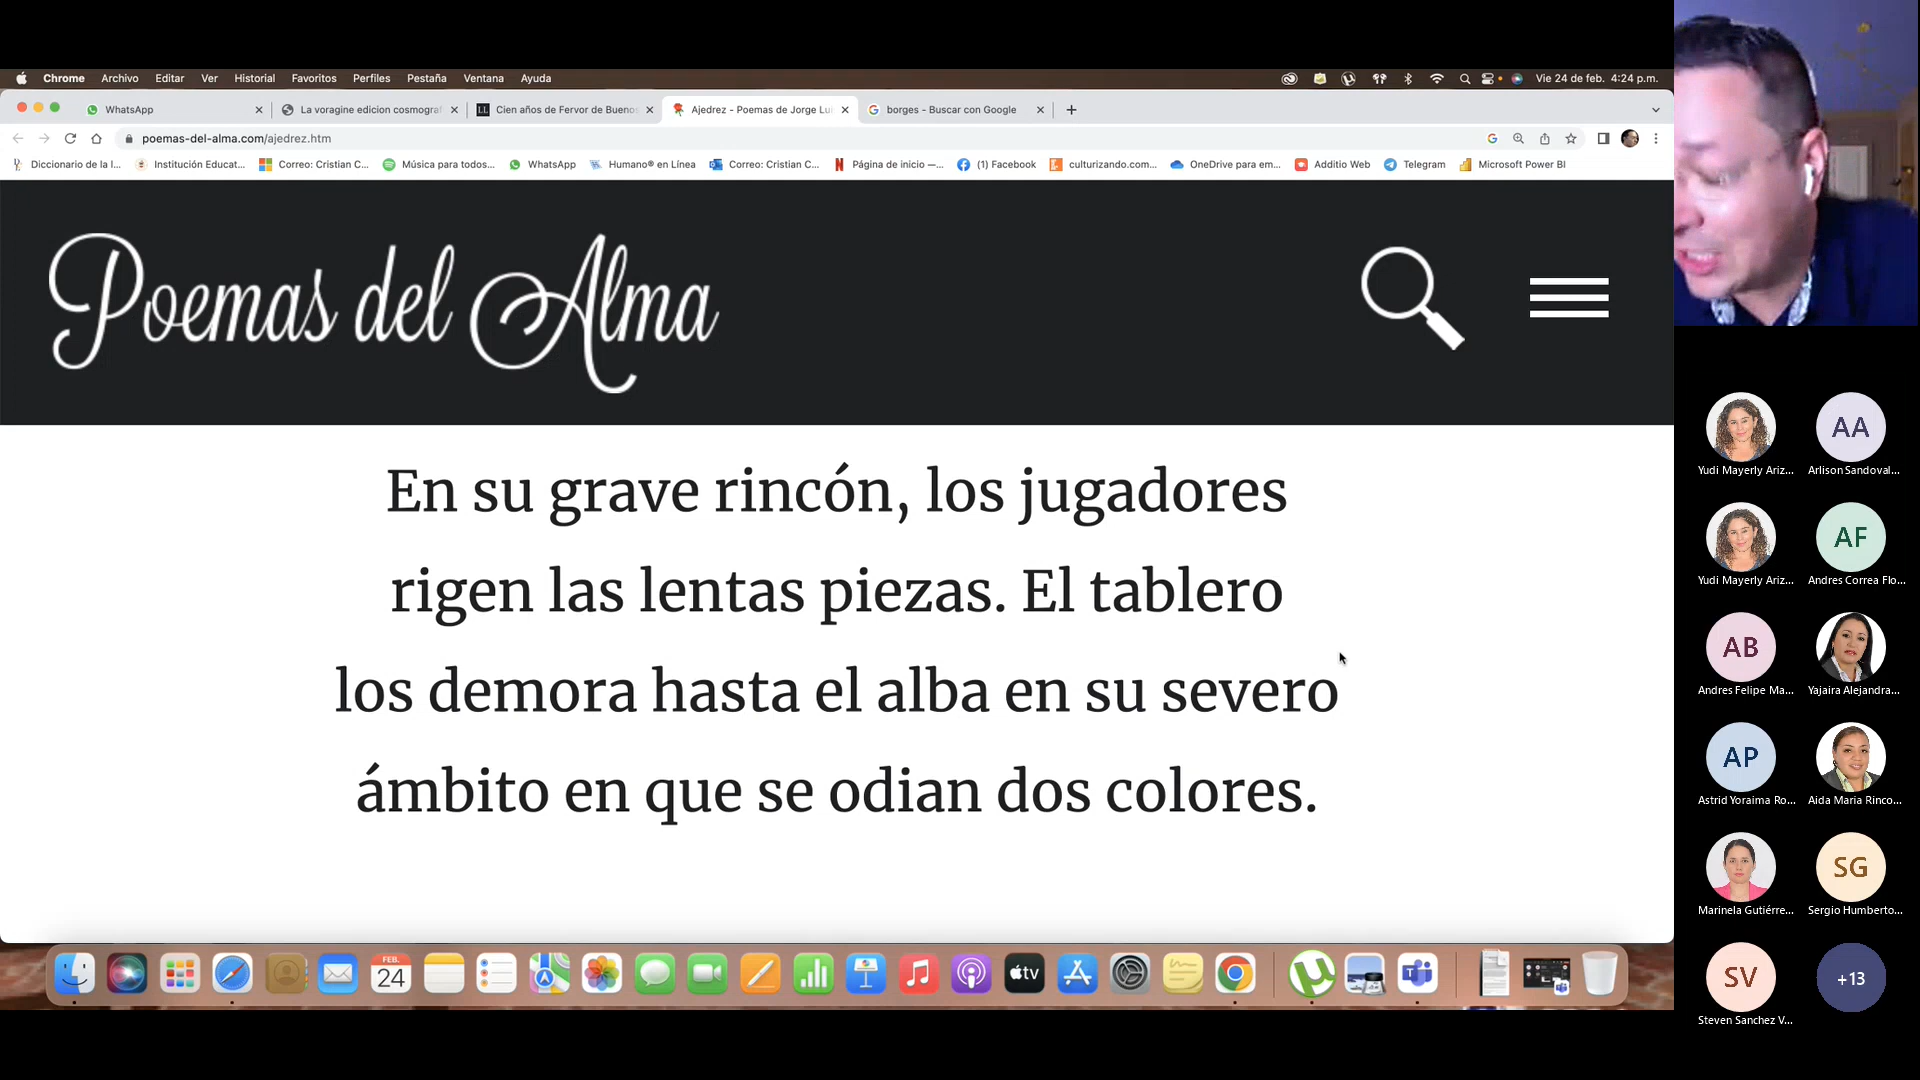 Chrome Archivo Editar Ver Historial Favoritos Perfiles Pestaña Ventana Ayuda Vie 24 de feb. 4:24 p.m.
WhatsApp La voragine edicion cosmograf Cien años de Fervor de Buenos Ajedrez - Poemas de Jorge Lui borges - Buscar con Google
poemas-del-alma.com/ajedrez.htm
Diccionario de la l... Institución Educat... Correo: Cristian C... Música para todos... WhatsApp Humano® en Línea Correo: Cristian C... Página de inicio —... (1) Facebook culturizando.com... OneDrive para em... Additio Web Telegram Microsoft Power BI
Poemas del Alma
En su grave rincón, los jugadores
rigen las lentas piezas. El tablero
los demora hasta el alba en su severo
ámbito en que se odian dos colores.
FEB.
24
tv
AA
Yudi Mayerly Ariz... Arlison Sandoval...
AF
Yudi Mayerly Ariz... Andres Correa Flo...
AB
Andres Felipe Ma... Yajaira Alejandra...
AP
Astrid Yoraima Ro... Aida Maria Rinco...
SG
Marinela Gutiérre... Sergio Humberto...
SV +13
Steven Sanchez V...